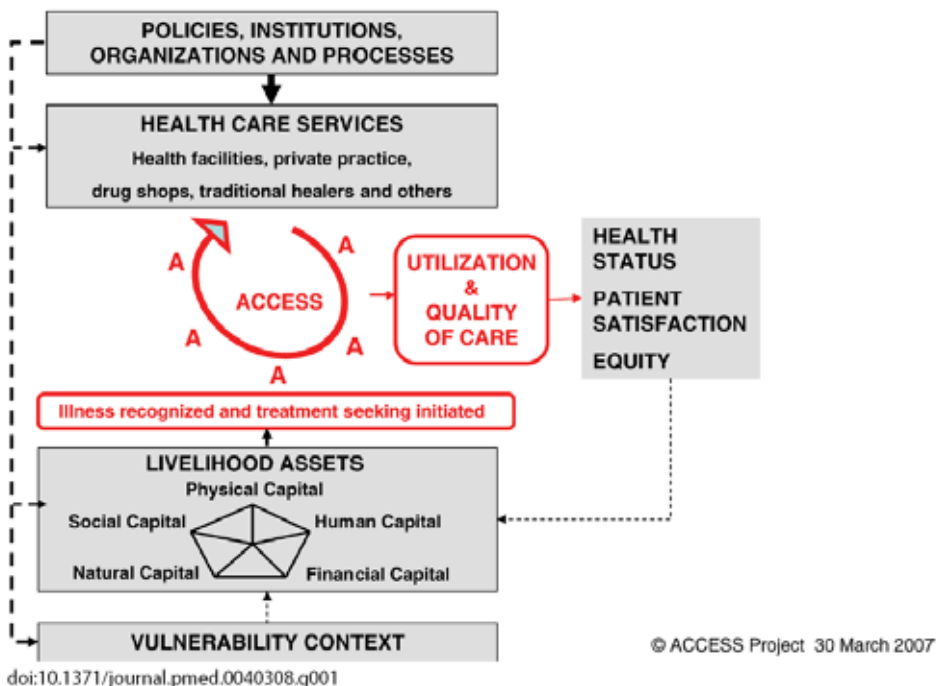 POLICIES, INSTITUTIONS,
ORGANIZATIONS AND PROCESSES
HEALTH CARE SERVICES
Health facilities, private practice,
drug shops, traditional healers and others
A
A
A
A
A
ACCESS
UTILIZATION
&
QUALITY
OF CARE
HEALTH
STATUS
PATIENT
SATISFACTION
EQUITY
Illness recognized and treatment seeking initiated
LIVELIHOOD ASSETS
Physical Capital
Social Capital
Human Capital
Natural Capital
Financial Capital
VULNERABILITY CONTEXT
© ACCESS Project 30 March 2007
doi:10.1371/journal.pmed.0040308.g001